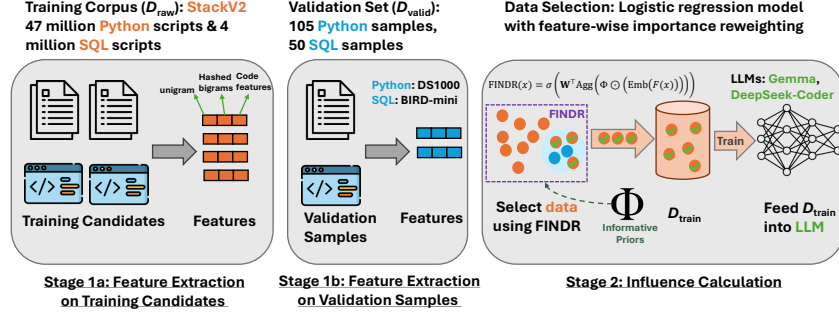 Training Corpus (D_raw): StackV2
47 million Python scripts & 4
million SQL scripts
unigram
Hashed
bigrams
Code
features
</>
</>
Training Candidates
Features
Stage 1a: Feature Extraction
on Training Candidates
Validation Set (D_valid):
105 Python samples,
50 SQL samples
Python: DS1000
SQL: BIRD-mini
</>
Validation
Samples
Features
Stage 1b: Feature Extraction
on Validation Samples
Data Selection: Logistic regression model
with feature-wise importance reweighting
FINDR(x) = σ(W^T Agg(Φ ⊙ (Emb(F(x)))))
FINDR
LLMs: Gemma,
DeepSeek-Coder
Train
Select data
using FINDR
Φ
Informative
Priors
D_train
Feed D_train
into LLM
Stage 2: Influence Calculation